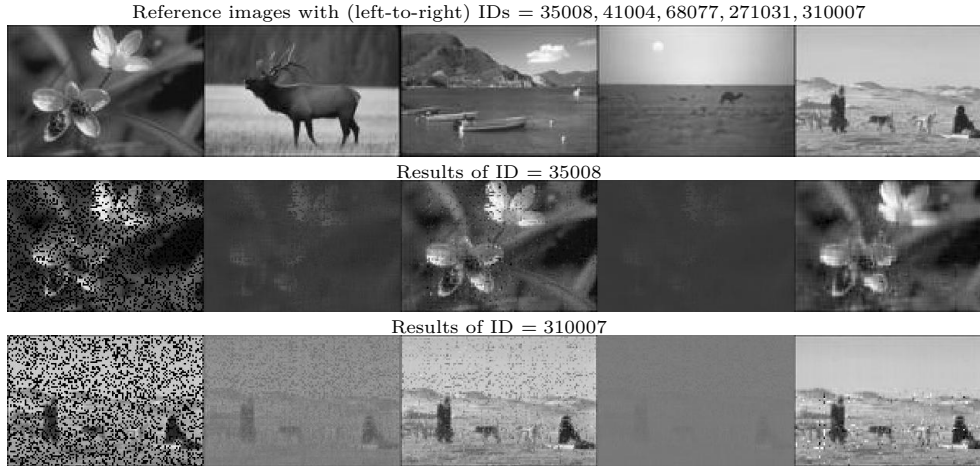 Reference images with (left-to-right) IDs = 35008, 41004, 68077, 271031, 310007
Results of ID = 35008
Results of ID = 310007